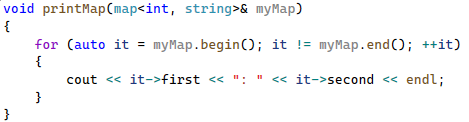 void printMap(map<int, string>& myMap)
{
    for (auto it = myMap.begin(); it != myMap.end(); ++it)
    {
        cout << it->first << ": " << it->second << endl;
    }
}